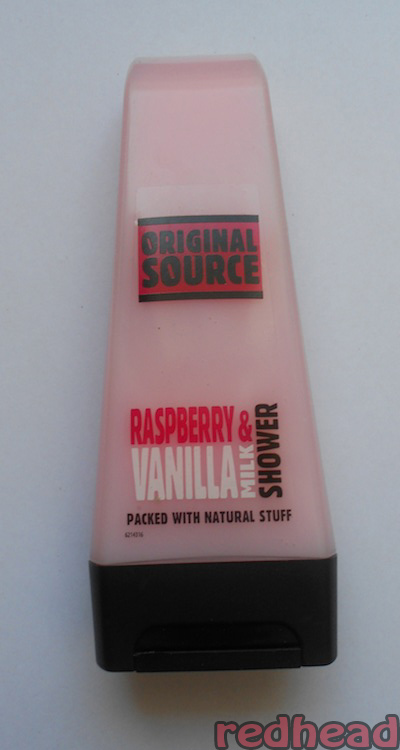 ORIGINAL
SOURCE
RASPBERRY &
VANILLA
MILK
SHOWER
PACKED WITH NATURAL STUFF
redhead